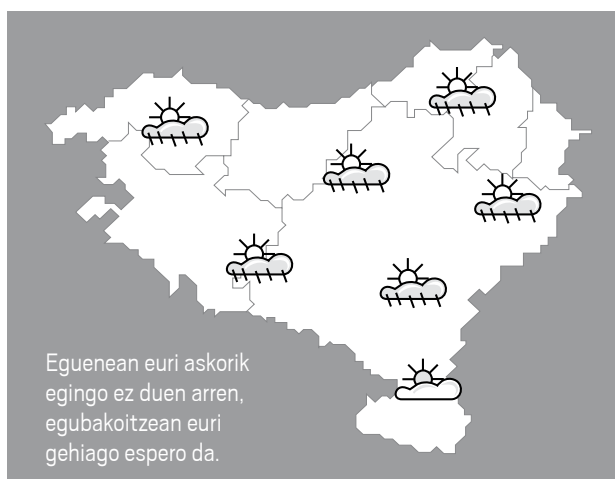 Eguenean euri askorik
egingo ez duen arren,
egubakoitzean euri
gehiago espero da.